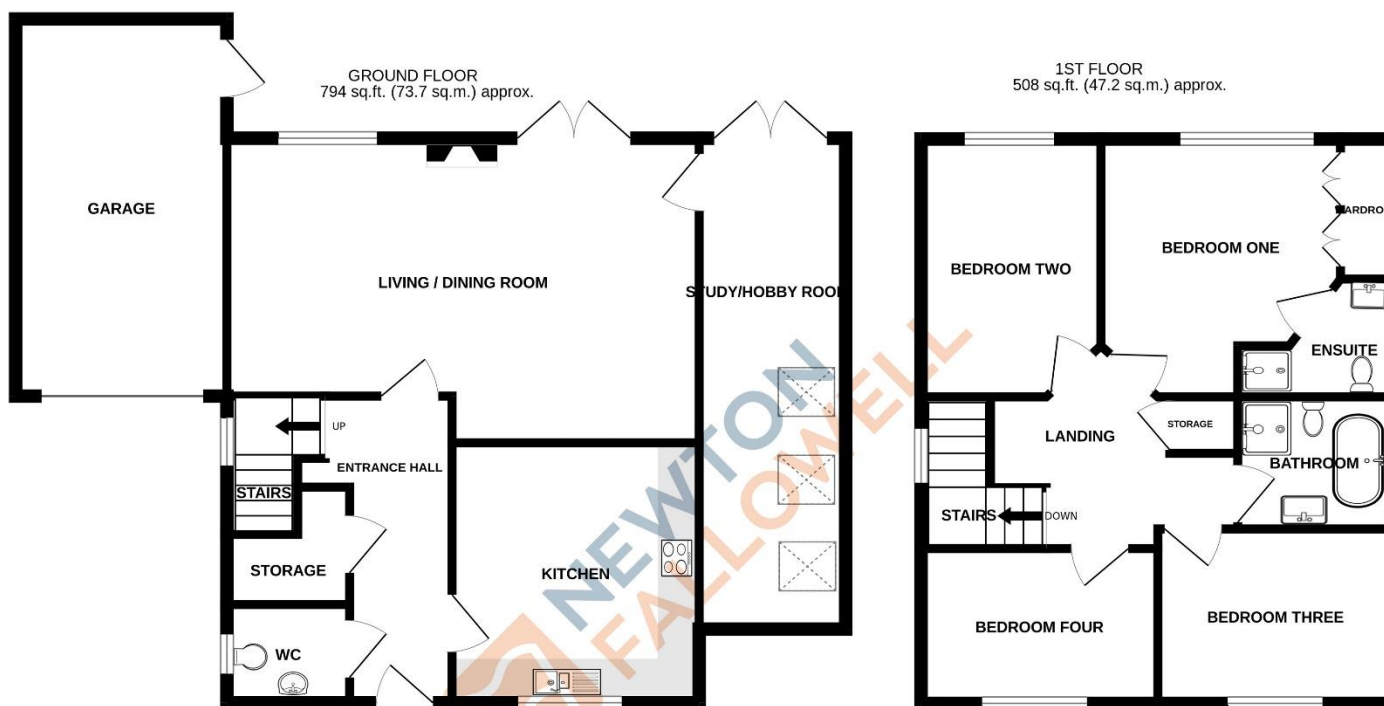 GROUND FLOOR
794 sq.ft. (73.7 sq.m.) approx.
1ST FLOOR
508 sq.ft. (47.2 sq.m.) approx.
GARAGE
LIVING / DINING ROOM
STUDY/HOBBY ROOM
UP
ENTRANCE HALL
STAIRS
STORAGE
KITCHEN
WC
BEDROOM TWO
BEDROOM ONE
ARDRO
ENSUITE
STORAGE
LANDING
BATHROOM
STAIRS
DOWN
BEDROOM FOUR
BEDROOM THREE
NEWTON
FALLOWELL